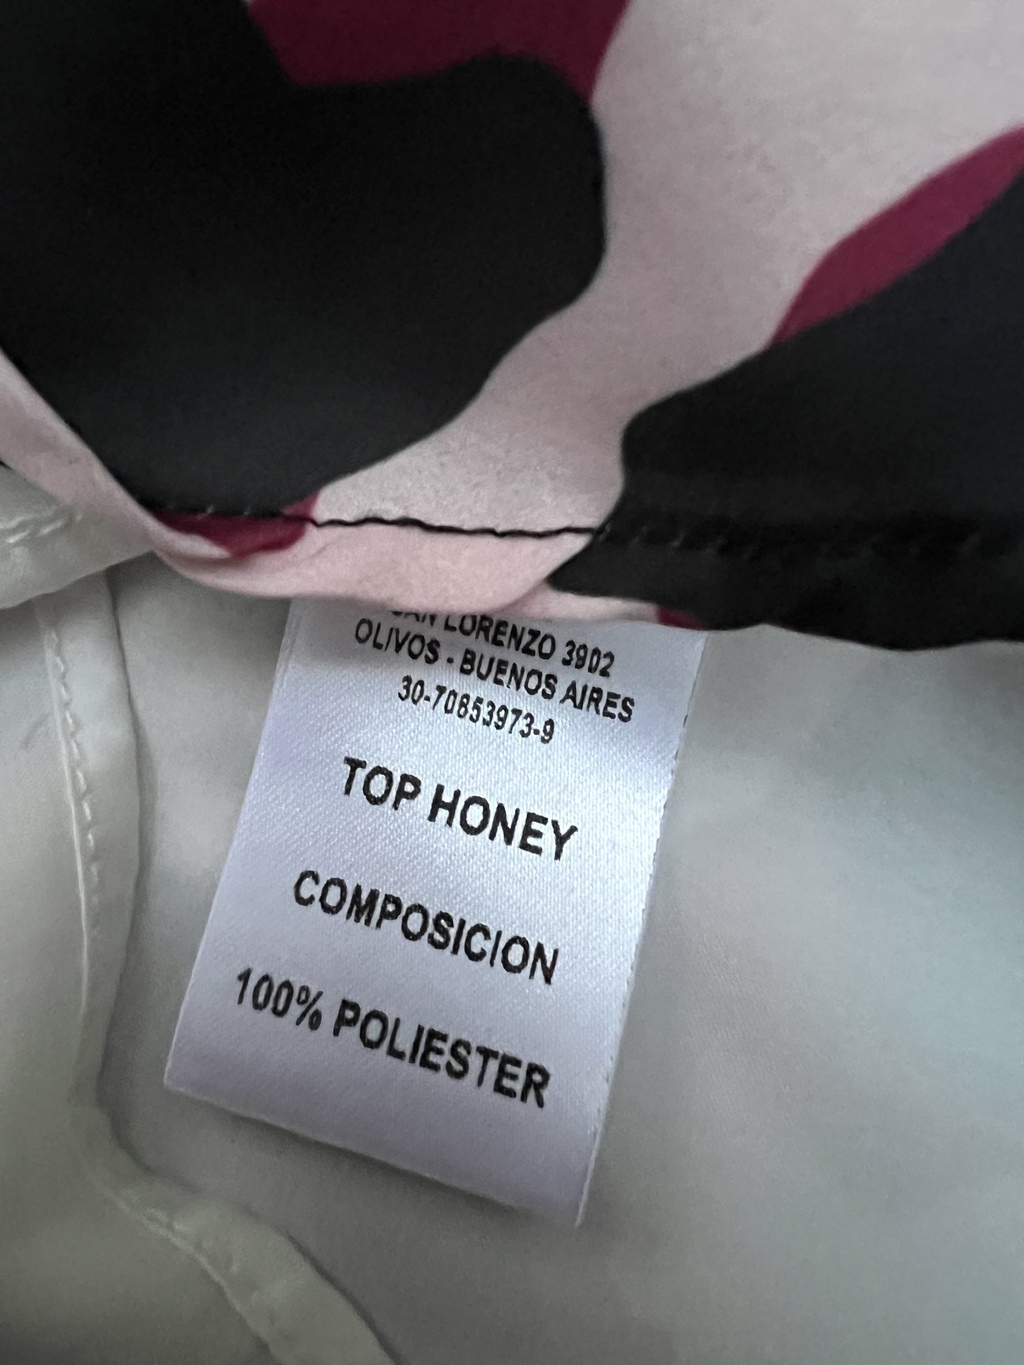 SAN LORENZO 3902
OLIVOS - BUENOS AIRES
30-70853973-9
TOP HONEY
COMPOSICION
100% POLIESTER